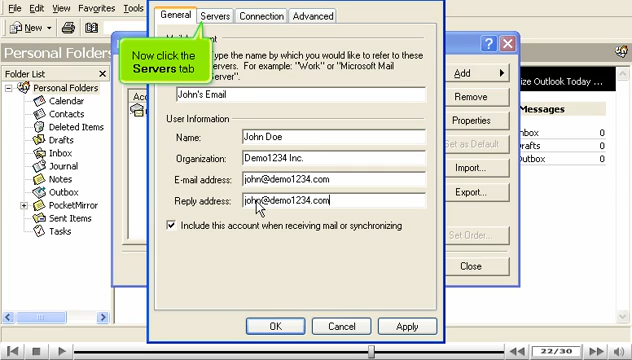 File Edit View Favorites Tools
New
Personal Folders
Folder List
Personal Folders
Calendar
Contacts
Deleted Items
Drafts
Inbox
Journal
Notes
Outbox
PocketMirror
Sent Items
Tasks
General Servers Connection Advanced
Now click the
Servers tab
type the name by which you would like to refer to these
servers. For example: "Work" or "Microsoft Mail
Server".
John's Email
User Information
Name: John Doe
Organization: Demo1234 Inc.
E-mail address: john@demo1234.com
Reply address: john@demo1234.com
Include this account when receiving mail or synchronizing
OK Cancel Apply
Add
Remove
Properties
Set as Default
Import...
Export...
Set Order...
Close
ize Outlook Today ...
Messages
Inbox 0
Drafts 0
Outbox 0
22/30